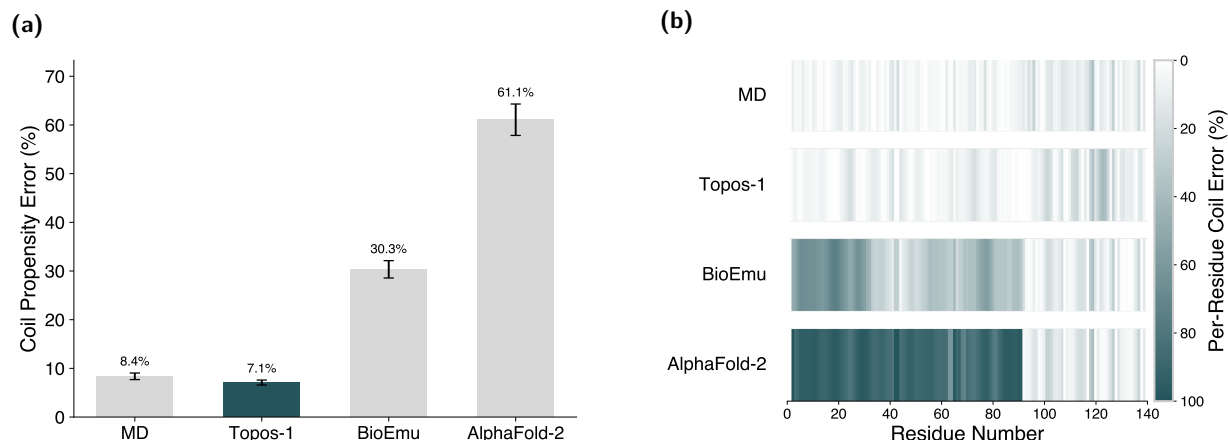 (a)
Coil Propensity Error (%)
70
60
50
40
30
20
10
0
8.4%
7.1%
30.3%
61.1%
MD
Topos-1
BioEmu
AlphaFold-2
(b)
MD
Topos-1
BioEmu
AlphaFold-2
0
20
40
60
80
100
120
140
Residue Number
0
20
40
60
80
100
Per-Residue Coil Error (%)